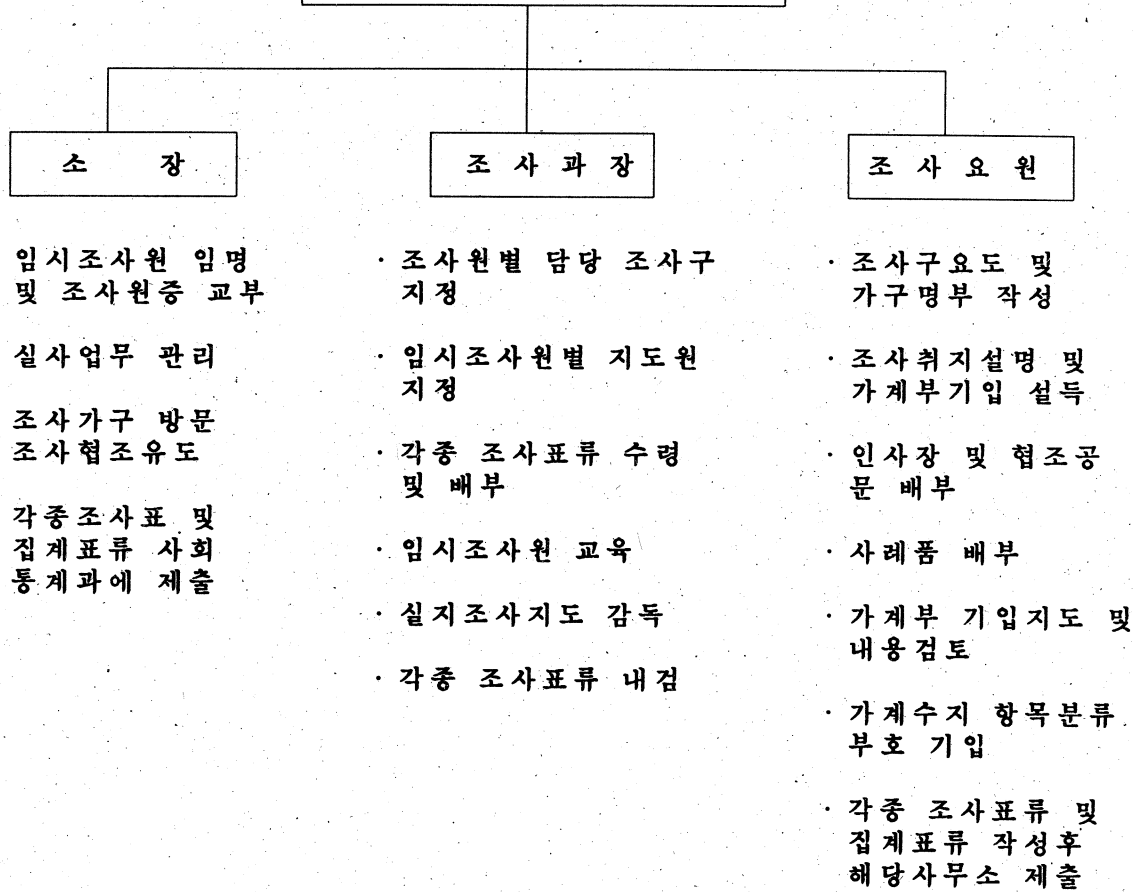 소 장
임시조사원 임명
및 조사원증 교부
실사업무 관리
조사가구 방문
조사협조유도
각종조사표 및
집계표류 사회
통계과에 제출
조 사 과 장
· 조사원별 담당 조사구
지정
· 임시조사원별 지도원
지정
· 각종 조사표류 수령
및 배부
· 임시조사원 교육
· 실지조사지도 감독
· 각종 조사표류 내검
조 사 요 원
· 조사구요도 및
가구명부 작성
· 조사취지설명 및
가계부기입 설득
· 인사장 및 협조공
문 배부
· 사례품 배부
· 가계부 기입지도 및
내용검토
· 가계수지 항목분류
부호 기입
· 각종 조사표류 및
집계표류 작성후
해당사무소 제출